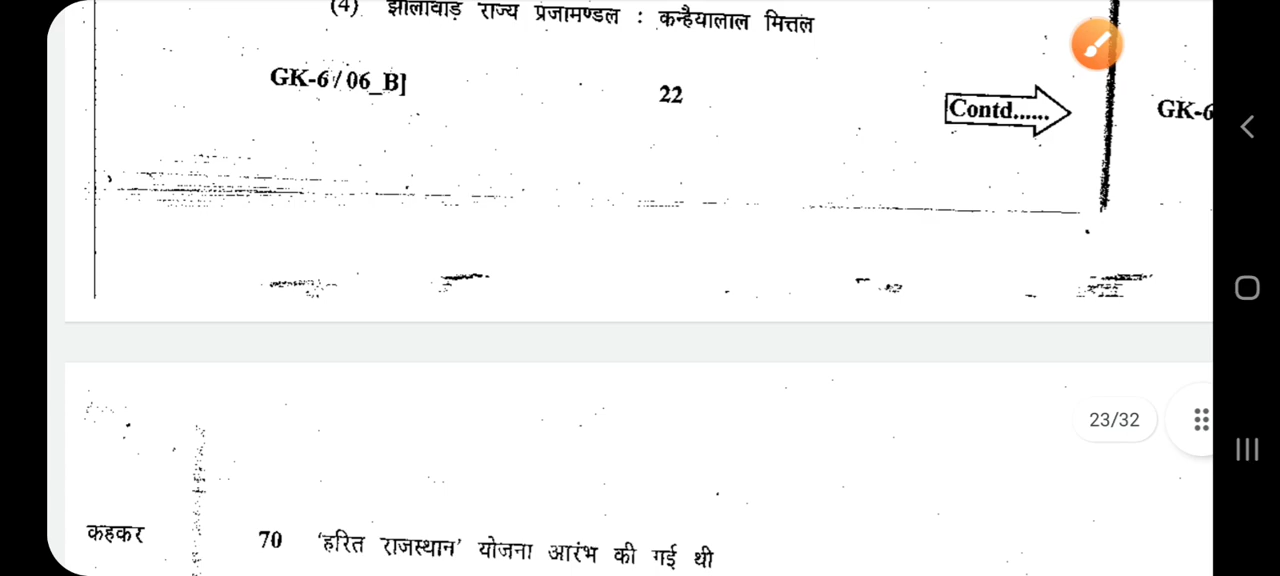 (4) झालावाड़ राज्य प्रजामण्डल : कन्हैयालाल मित्तल
GK-6/06_B]
22
Contd......
GK-6
23/32
कहकर
70 'हरित राजस्थान' योजना आरंभ की गई थी